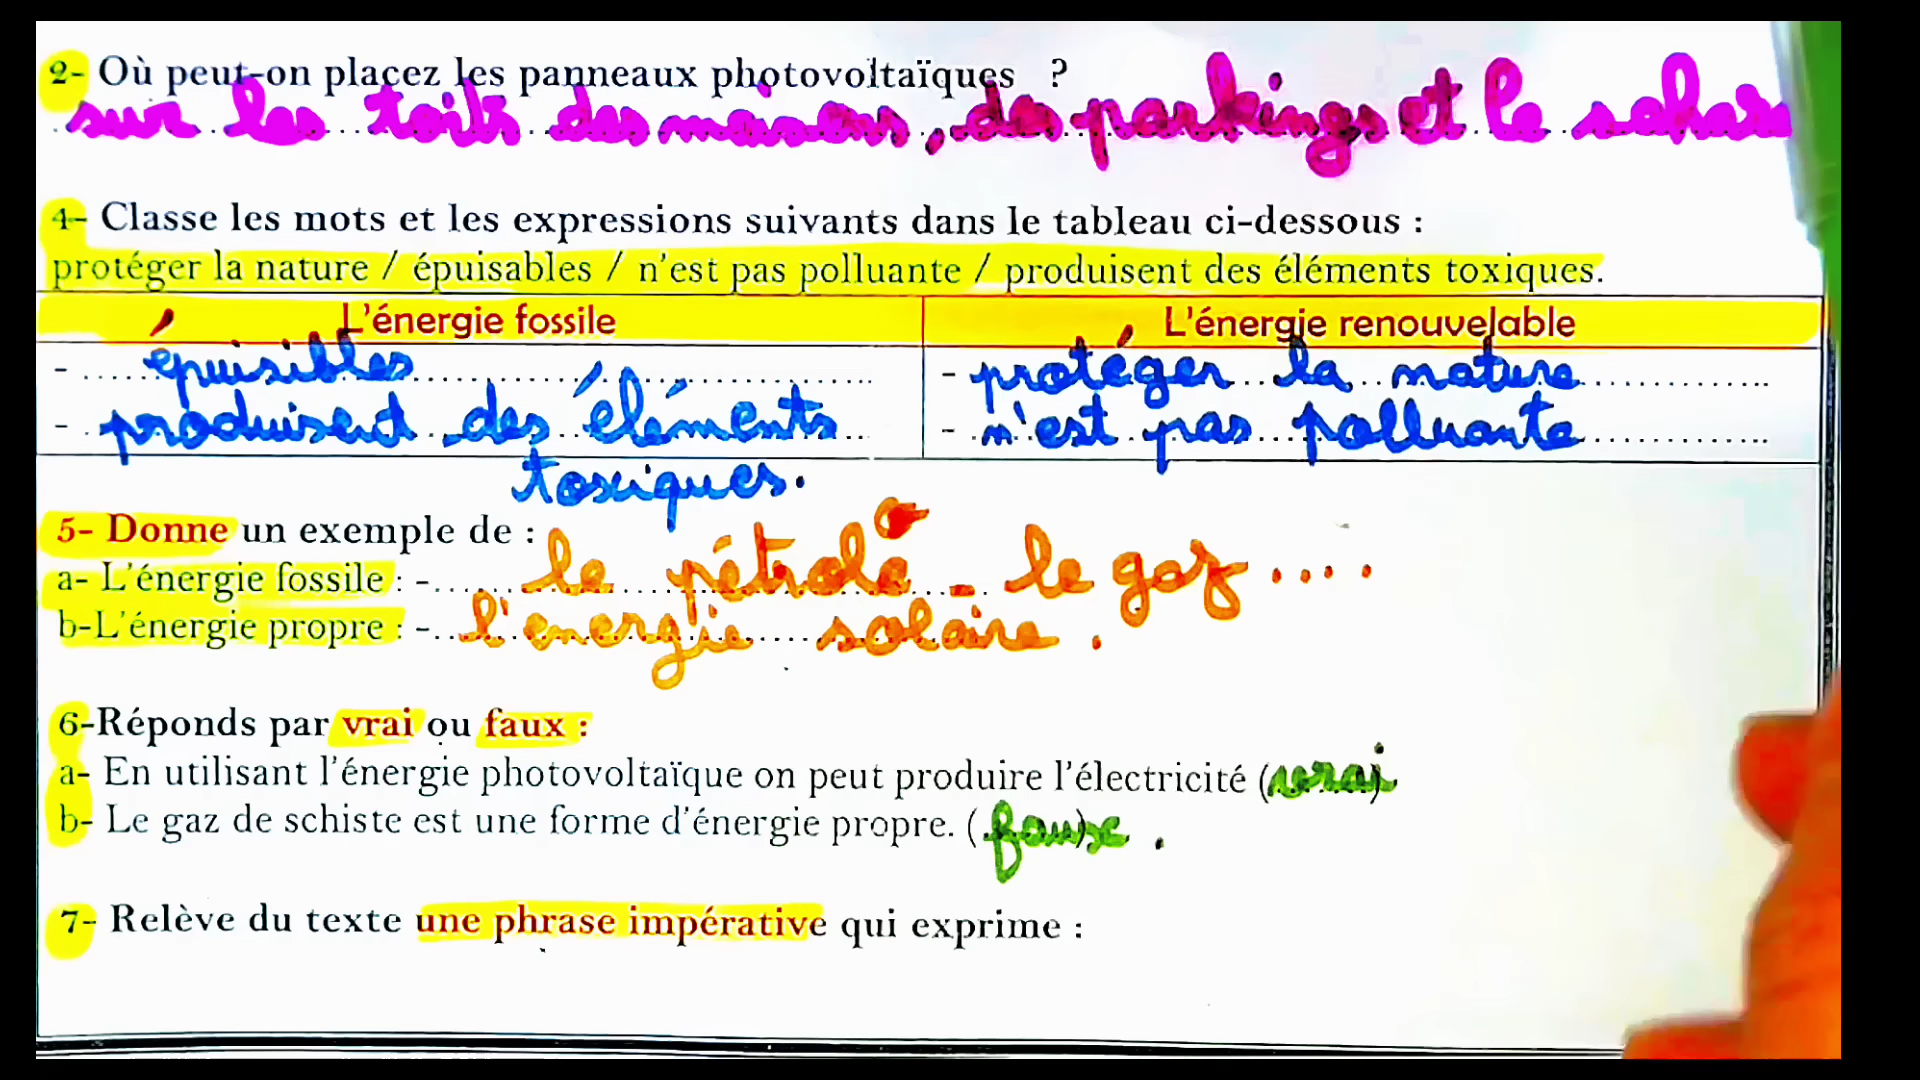 2- Où peut-on placez les panneaux photovoltaïques ?
sur les toits des maisons, des parkings et le sahara
4- Classe les mots et les expressions suivants dans le tableau ci-dessous :
protéger la nature / épuisables / n'est pas polluante / produisent des éléments toxiques.
L'énergie fossile L'énergie renouvelable
- épuisibles - protéger la nature
- produisent des éléments - n'est pas polluante
toxiques.
5- Donne un exemple de :
a- L'énergie fossile : - le pétrole - le gaz ....
b-L'énergie propre : - l'energie solaire.
6-Réponds par vrai ou faux :
a- En utilisant l'énergie photovoltaïque on peut produire l'électricité (vrai)
b- Le gaz de schiste est une forme d'énergie propre. (faux).
7- Relève du texte une phrase impérative qui exprime :